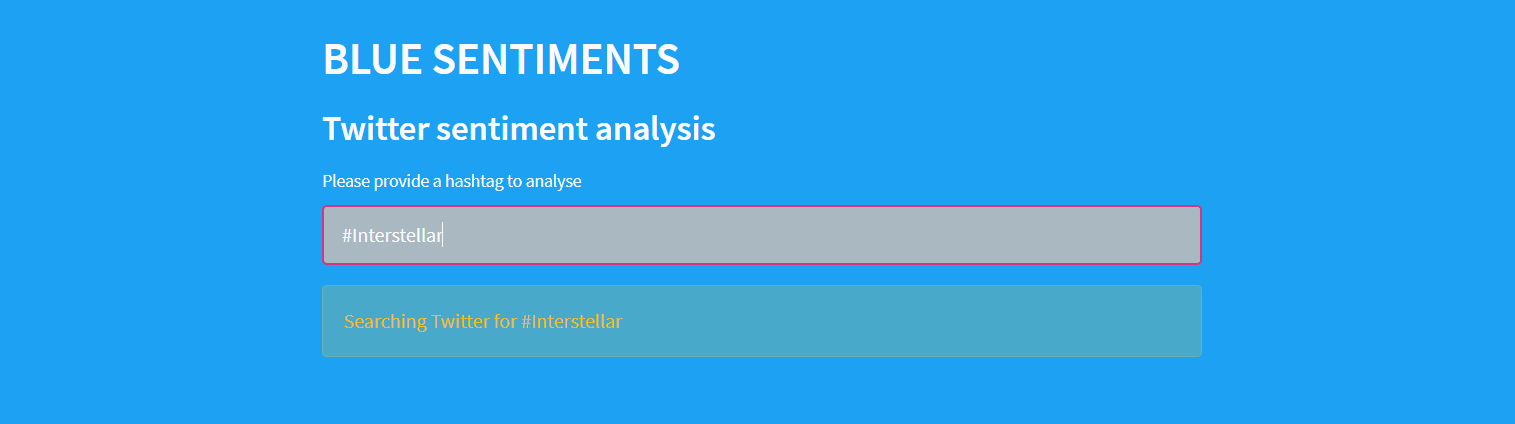 BLUE SENTIMENTS
Twitter sentiment analysis
Please provide a hashtag to analyse
#Interstellar
Searching Twitter for #Interstellar